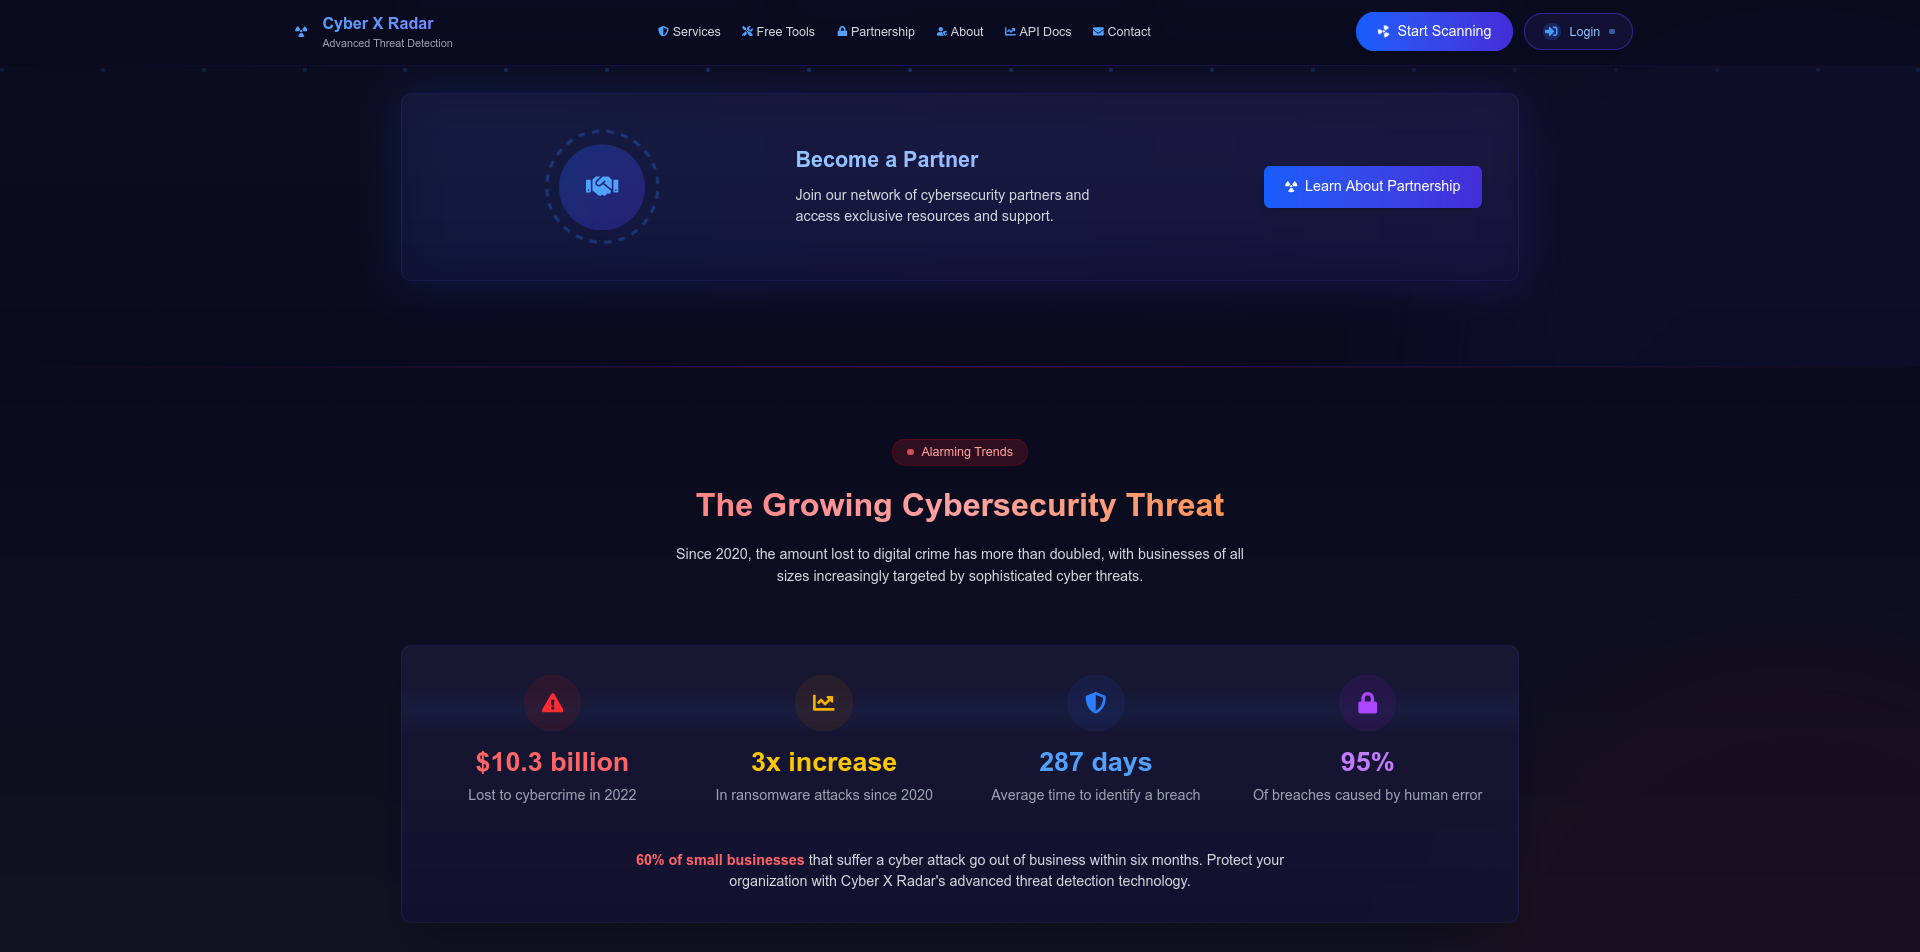 Cyber X Radar
Advanced Threat Detection
Services
Free Tools
Partnership
About
API Docs
Contact
Start Scanning
Login
Become a Partner
Join our network of cybersecurity partners and
access exclusive resources and support.
Learn About Partnership
Alarming Trends
The Growing Cybersecurity Threat
Since 2020, the amount lost to digital crime has more than doubled, with businesses of all
sizes increasingly targeted by sophisticated cyber threats.
$10.3 billion
Lost to cybercrime in 2022
3x increase
In ransomware attacks since 2020
287 days
Average time to identify a breach
95%
Of breaches caused by human error
60% of small businesses that suffer a cyber attack go out of business within six months. Protect your
organization with Cyber X Radar's advanced threat detection technology.